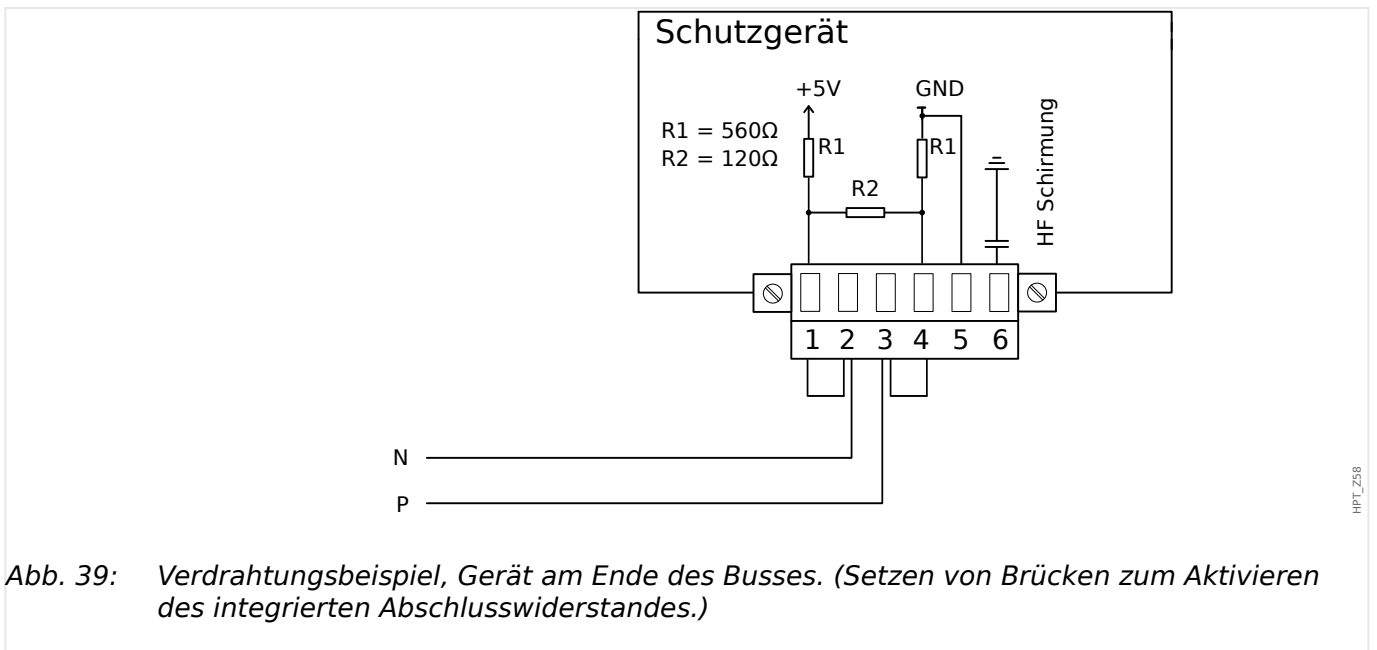 Schutzgerät
+5V
GND
R1 = 560Ω
R2 = 120Ω
R1
R1
R2
HF Schirmung
1 2 3 4 5 6
N
P
HPT_Z58
Abb. 39: Verdrahtungsbeispiel, Gerät am Ende des Busses. (Setzen von Brücken zum Aktivieren
des integrierten Abschlusswiderstandes.)